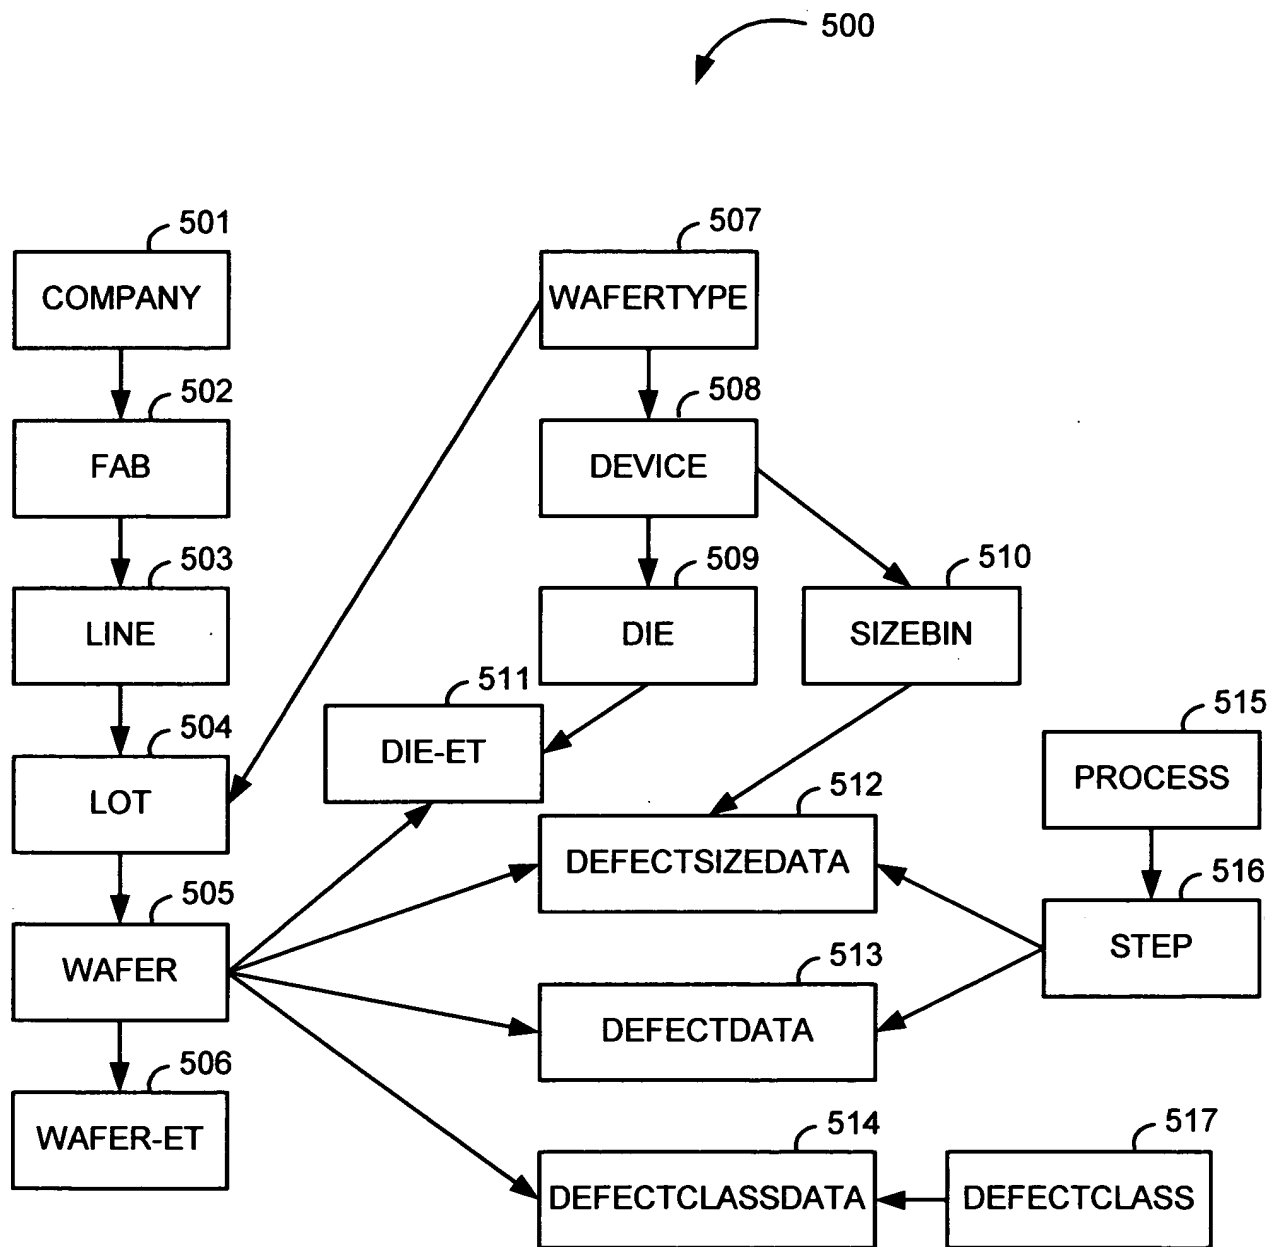 500
501
COMPANY
502
FAB
503
LINE
504
LOT
505
WAFER
506
WAFER-ET
507
WAFERTYPE
508
DEVICE
509
DIE
510
SIZEBIN
511
DIE-ET
512
DEFECTSIZEDATA
513
DEFECTDATA
514
DEFECTCLASSDATA
515
PROCESS
516
STEP
517
DEFECTCLASS